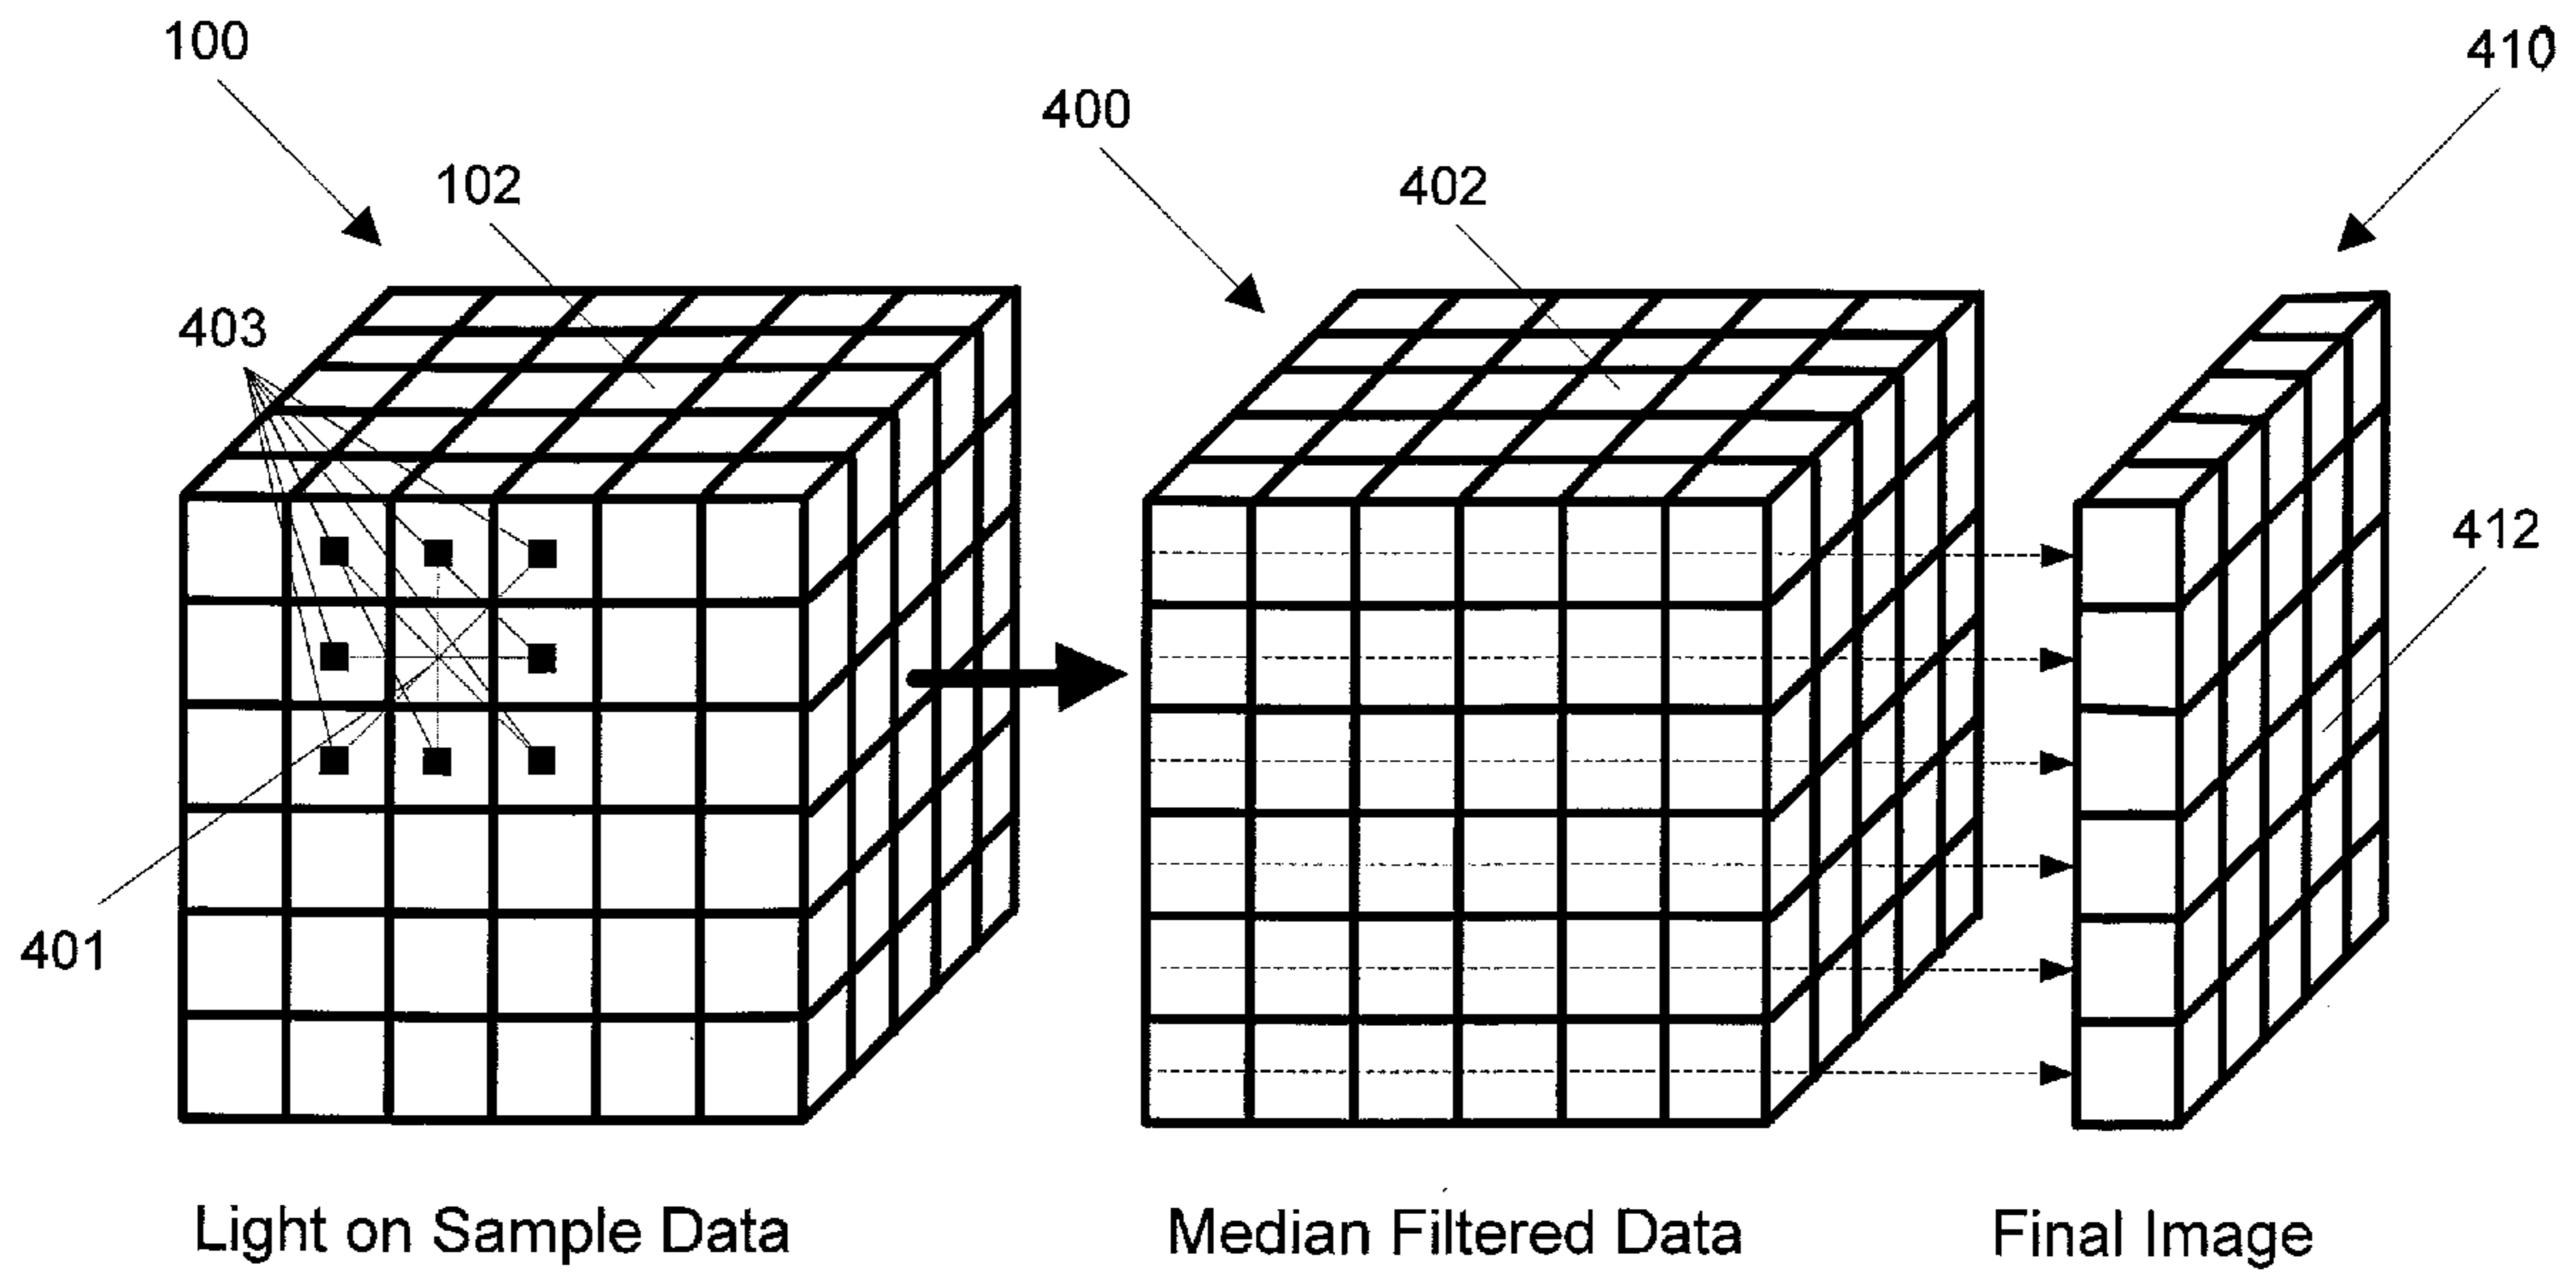 100
410
400
102
402
403
412
401
Light on Sample Data
Median Filtered Data
Final Image